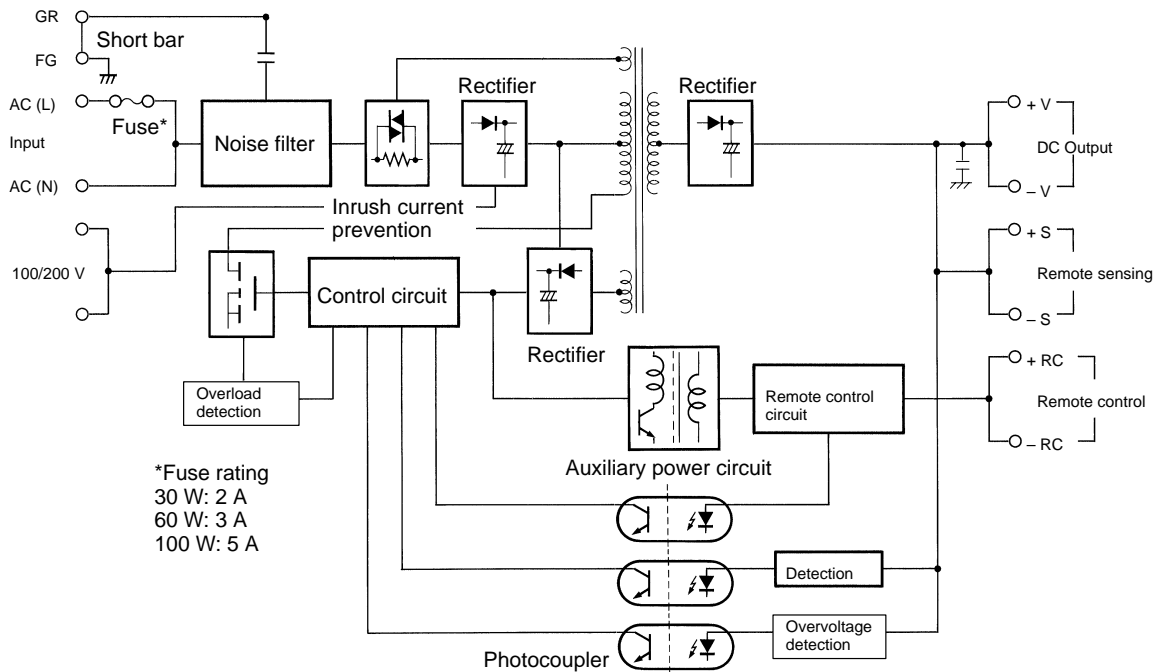 GR
Short bar
FG
AC (L)
Fuse*
Input
AC (N)
Noise filter
Rectifier
Rectifier
+ V
DC Output
– V
Inrush current
prevention
100/200 V
Control circuit
Rectifier
+ S
Remote sensing
– S
Overload
detection
Remote control
circuit
+ RC
Remote control
– RC
Auxiliary power circuit
*Fuse rating
30 W: 2 A
60 W: 3 A
100 W: 5 A
Detection
Overvoltage
detection
Photocoupler